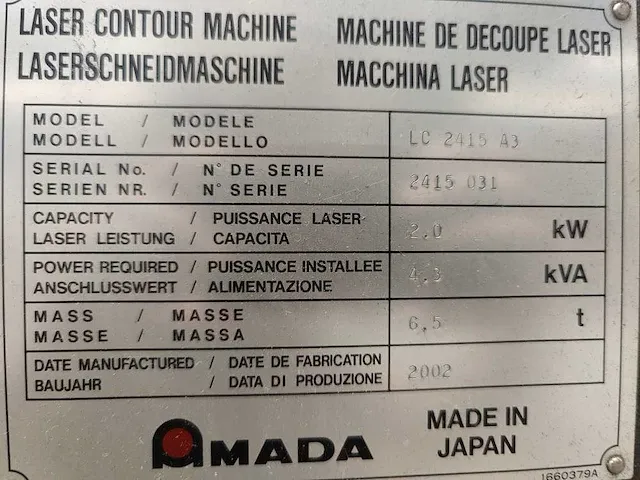 LASER CONTOUR MACHINE MACHINE DE DECOUPE LASER
LASERSCHNEIDMASCHINE MACCHINA LASER
MODEL / MODELE
MODELL / MODELLO LC 2415 A3
SERIAL No. / N° DE SERIE
SERIEN NR. / N° SERIE 2415 031
CAPACITY / PUISSANCE LASER
LASER LEISTUNG / CAPACITA 2.0 kW
POWER REQUIRED / PUISSANCE INSTALLEE
ANSCHLUSSWERT / ALIMENTAZIONE 4.3 kVA
MASS / MASSE
MASSE / MASSA 6,5 t
DATE MANUFACTURED / DATE DE FABRICATION
BAUJAHR / DATA DI PRODUZIONE 2002
AMADA MADE IN
JAPAN
1660379A